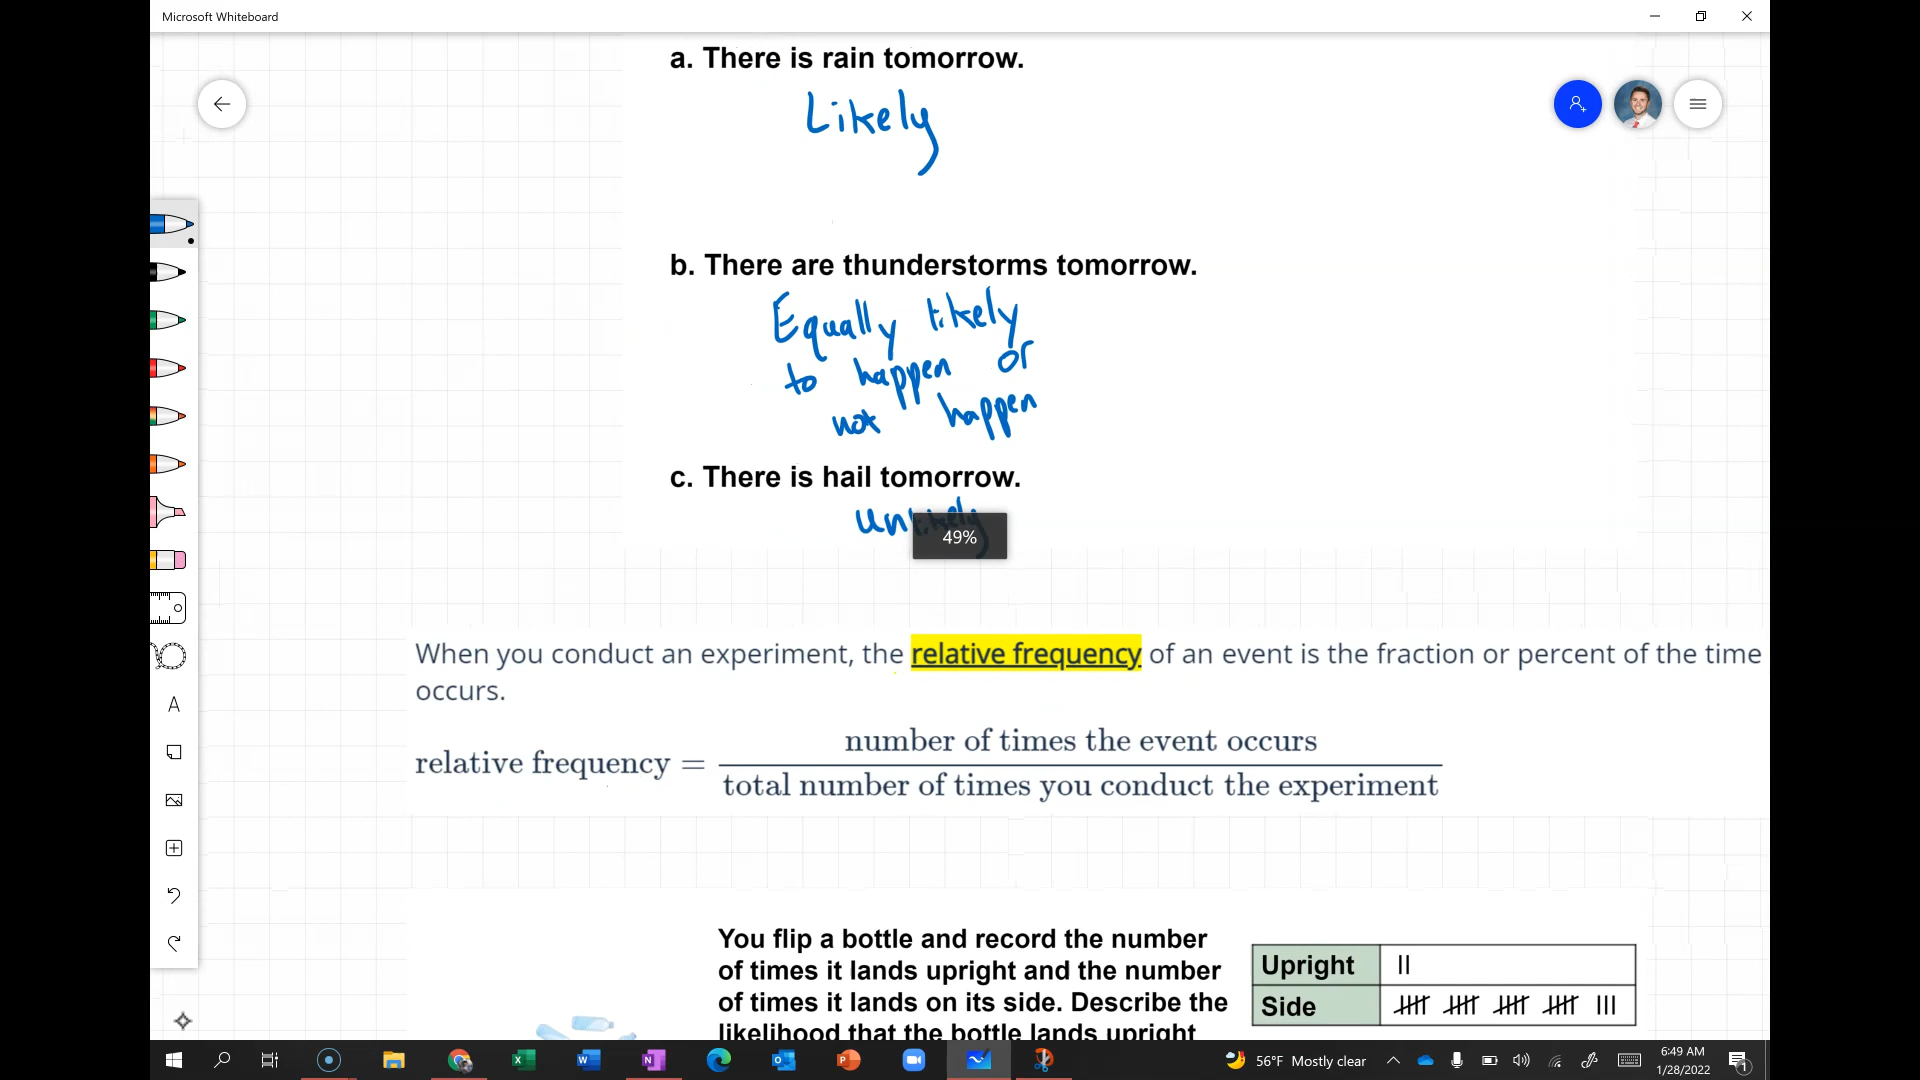 Microsoft Whiteboard
a. There is rain tomorrow.
Likely
b. There are thunderstorms tomorrow.
Equally likely
to happen or
not happen
c. There is hail tomorrow.
unlikely
49%
When you conduct an experiment, the relative frequency of an event is the fraction or percent of the time
occurs.
relative frequency =
number of times the event occurs
total number of times you conduct the experiment
You flip a bottle and record the number
of times it lands upright and the number
of times it lands on its side. Describe the
likelihood that the bottle lands upright
Upright
Side
56°F Mostly clear
6:49 AM
1/28/2022
1